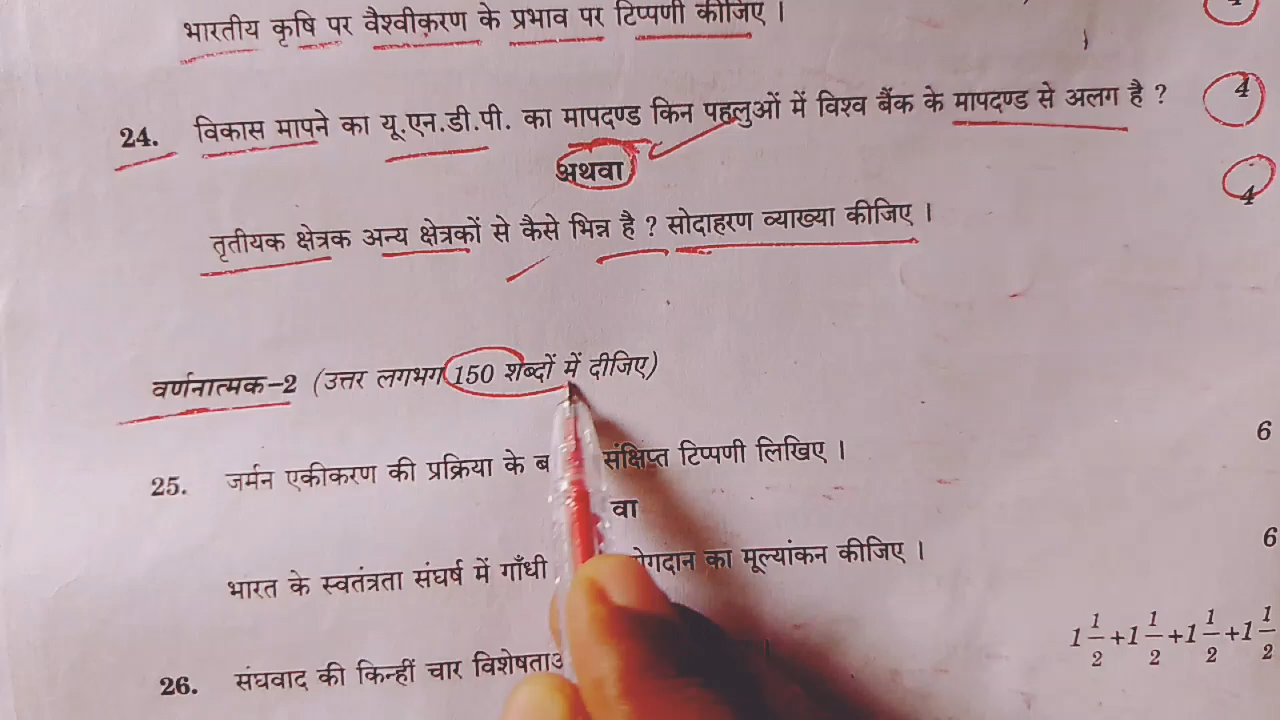 भारतीय कृषि पर वैश्वीकरण के प्रभाव पर टिप्पणी कीजिए ।
24. विकास मापने का यू.एन.डी.पी. का मापदण्ड किन पहलुओं में विश्व बैंक के मापदण्ड से अलग है ? 4
अथवा
तृतीयक क्षेत्रक अन्य क्षेत्रकों से कैसे भिन्न है ? सोदाहरण व्याख्या कीजिए । 4
वर्णनात्मक-2 (उत्तर लगभग 150 शब्दों में दीजिए)
25. जर्मन एकीकरण की प्रक्रिया के संक्षिप्त टिप्पणी लिखिए । 6
वा
भारत के स्वतंत्रता संघर्ष में गाँधी का मूल्यांकन कीजिए । 6
26. संघवाद की किन्हीं चार 1 1/2 +1 1/2 +1 1/2 +1 1/2